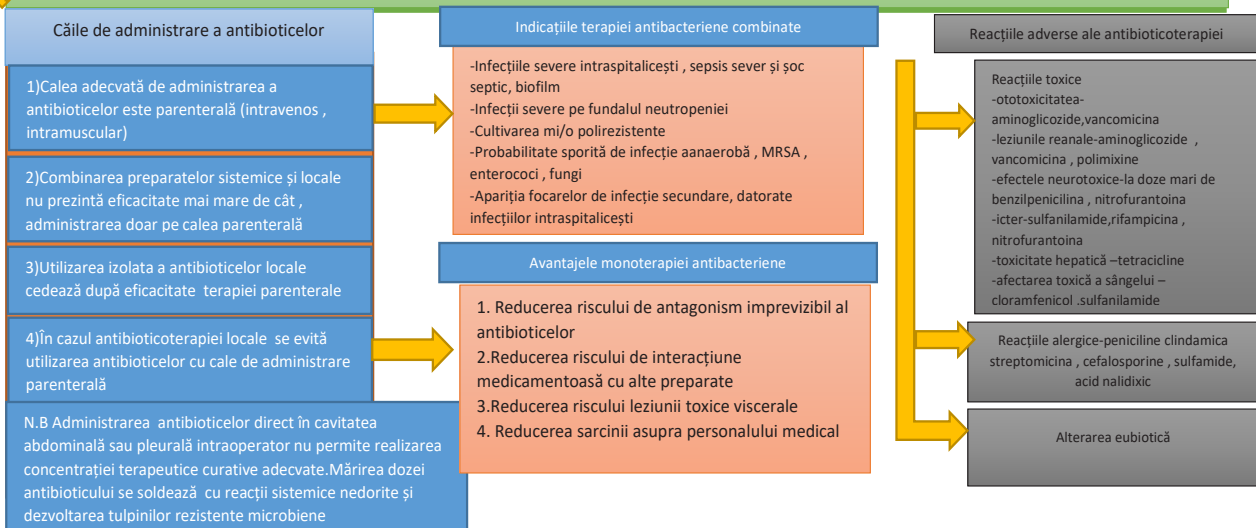 Căile de administrare a antibioticelor
1)Calea adecvată de administrarea a
antibioticelor este parenterală (intravenos ,
intramuscular)
2)Combinarea preparatelor sistemice și locale
nu prezintă eficacitate mai mare de cât ,
administrarea doar pe calea parenterală
3)Utilizarea izolata a antibioticelor locale
cedează după eficacitate terapiei parenterale
4)În cazul antibioticoterapiei locale se evită
utilizarea antibioticelor cu cale de administrare
parenterală
N.B Administrarea antibioticelor direct în cavitatea
abdominală sau pleurală intraoperator nu permite realizarea
concentrației terapeutice curative adecvate.Mărirea dozei
antibioticului se soldează cu reacții sistemice nedorite și
dezvoltarea tulpinilor rezistente microbiene
Indicațiile terapiei antibacteriene combinate
-Infecțiile severe intraspitalicești , sepsis sever și șoc
septic, biofilm
-Infecții severe pe fundalul neutropeniei
-Cultivarea mi/o polirezistente
-Probabilitate sporită de infecție aanaerobă , MRSA ,
enterococi , fungi
-Apariția focarelor de infecție secundare, datorate
infecțiilor intraspitalicești
Avantajele monoterapiei antibacteriene
1. Reducerea riscului de antagonism imprevizibil al
antibioticelor
2.Reducerea riscului de interacțiune
medicamentoasă cu alte preparate
3.Reducerea riscului leziunii toxice viscerale
4. Reducerea sarcinii asupra personalului medical
Reacțiile adverse ale antibioticoterapiei
Reacțiile toxice
-ototoxicitatea-
aminoglicozide,vancomicina
-leziunile reanale-aminoglicozide ,
vancomicina , polimixine
-efectele neurotoxice-la doze mari de
benzilpenicilina , nitrofurantoina
-icter-sulfanilamide,rifampicina ,
nitrofurantoina
-toxicitate hepatică –tetracicline
-afectarea toxică a sângelui –
cloramfenicol .sulfanilamide
Reacțiile alergice-peniciline clindamica
streptomicina , cefalosporine , sulfamide,
acid nalidixic
Alterarea eubiotică